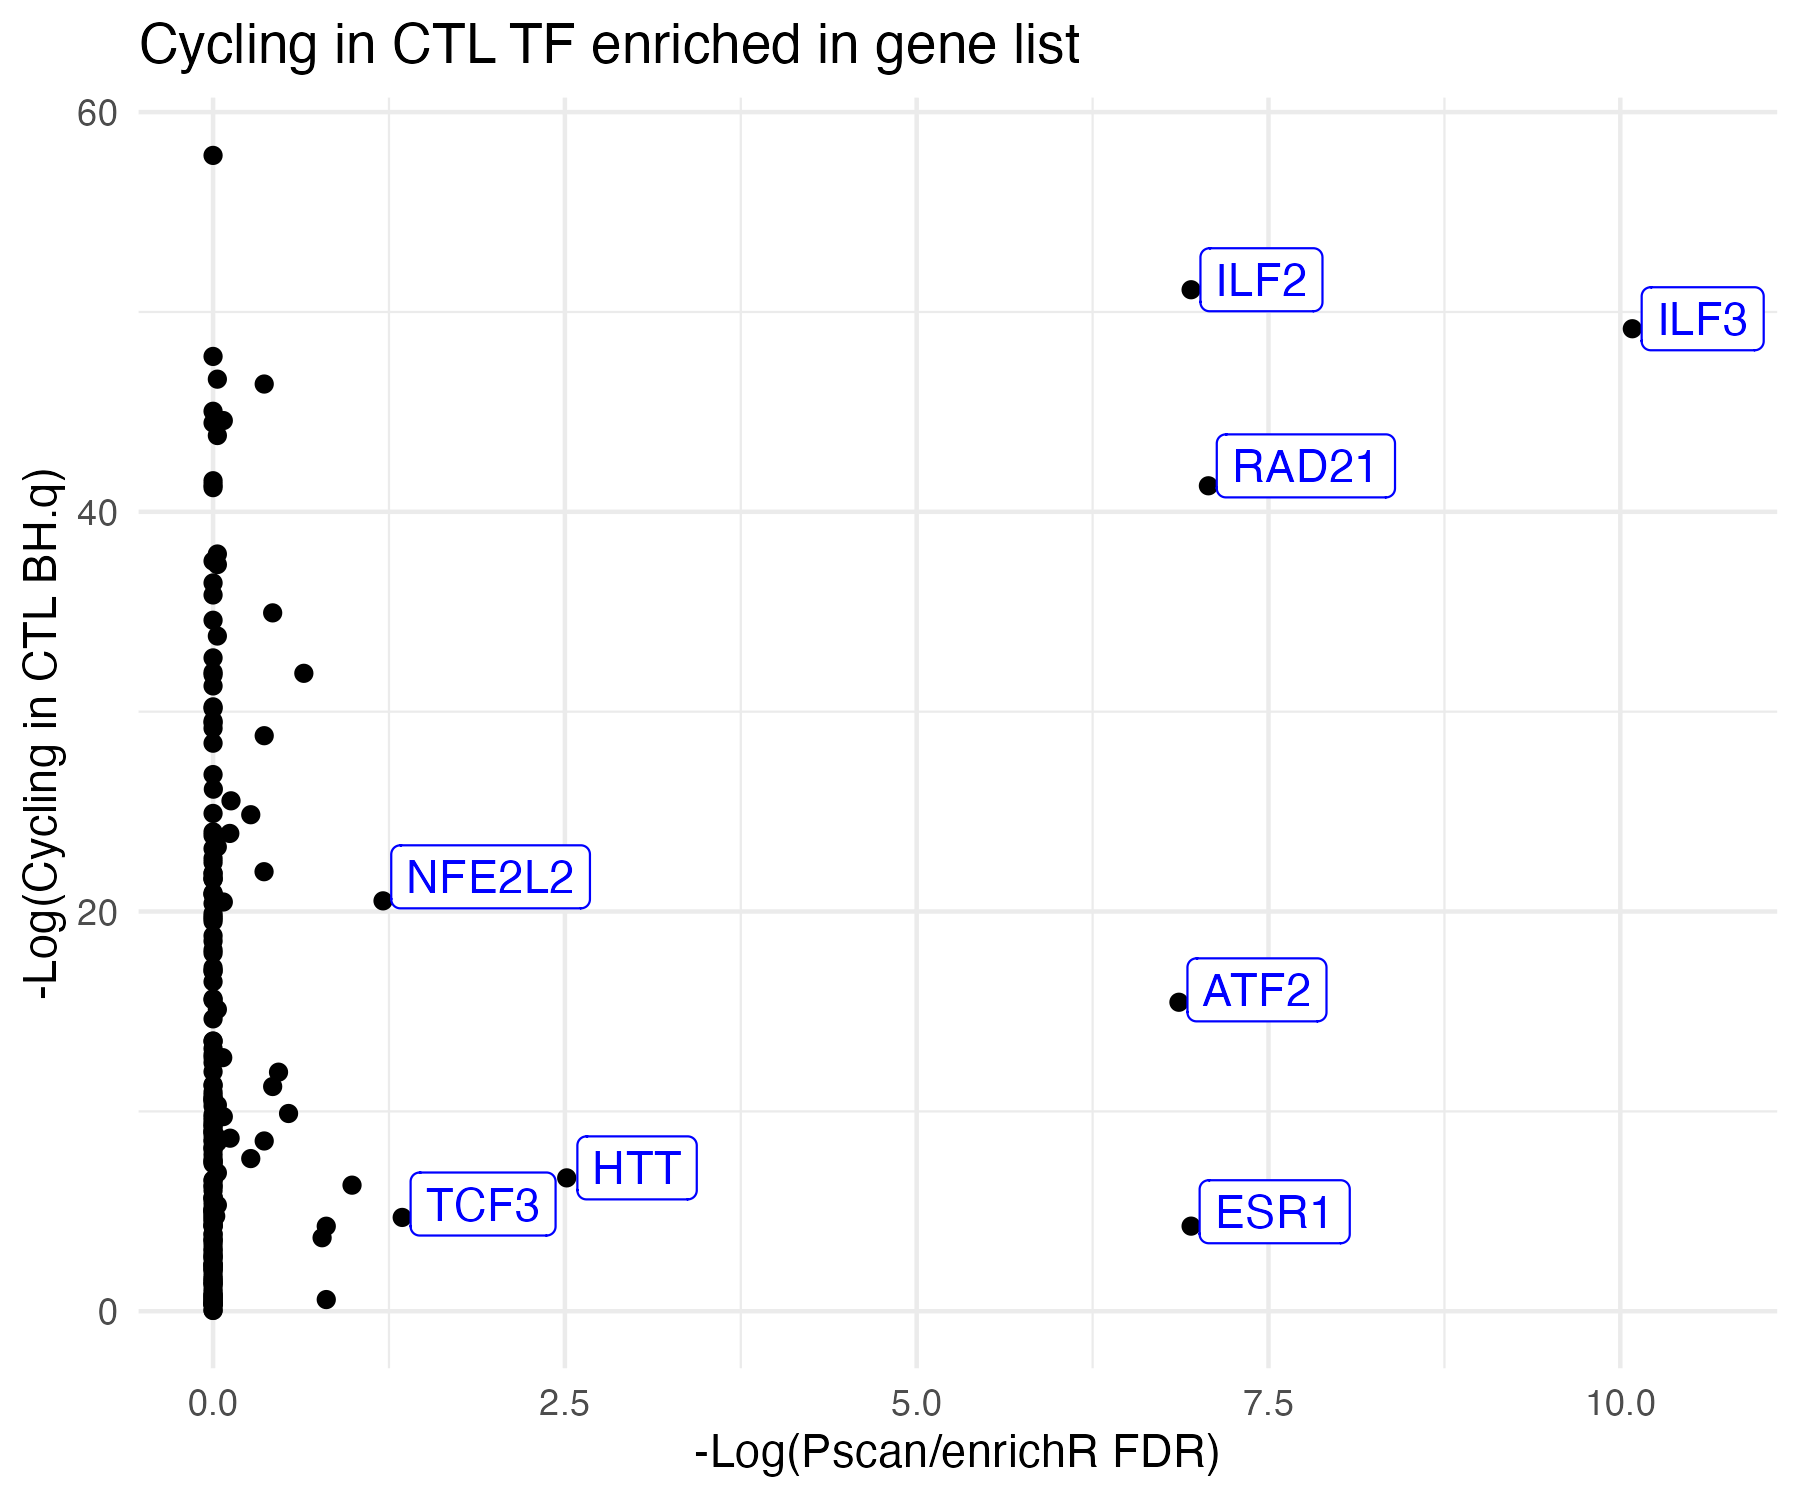 Cycling in CTL TF enriched in gene list
60
ILF2
ILF3
RAD21
40
-Log(Cycling in CTL BH.q)
NFE2L2
20
ATF2
HTT
TCF3
ESR1
0
0.0 2.5 5.0 7.5 10.0
-Log(Pscan/enrichR FDR)